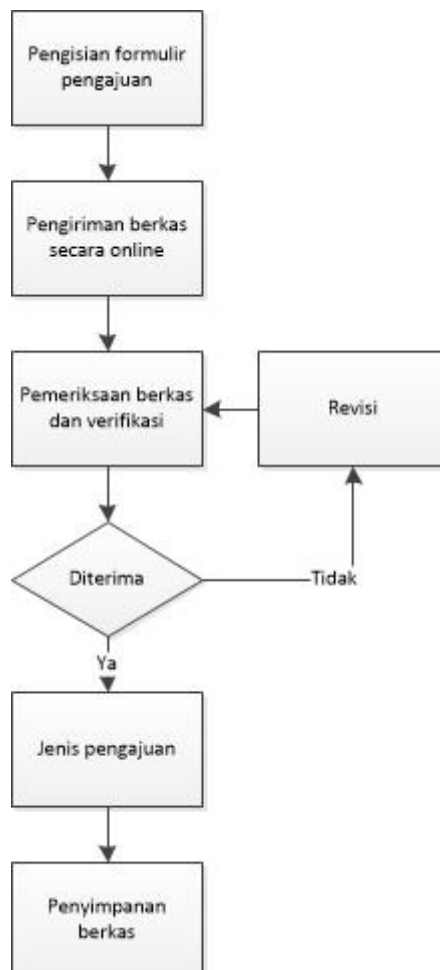 Pengisian formulir
pengajuan
Pengiriman berkas
secara online
Pemeriksaan berkas
dan verifikasi
Revisi
Diterima
Tidak
Ya
Jenis pengajuan
Penyimpanan
berkas